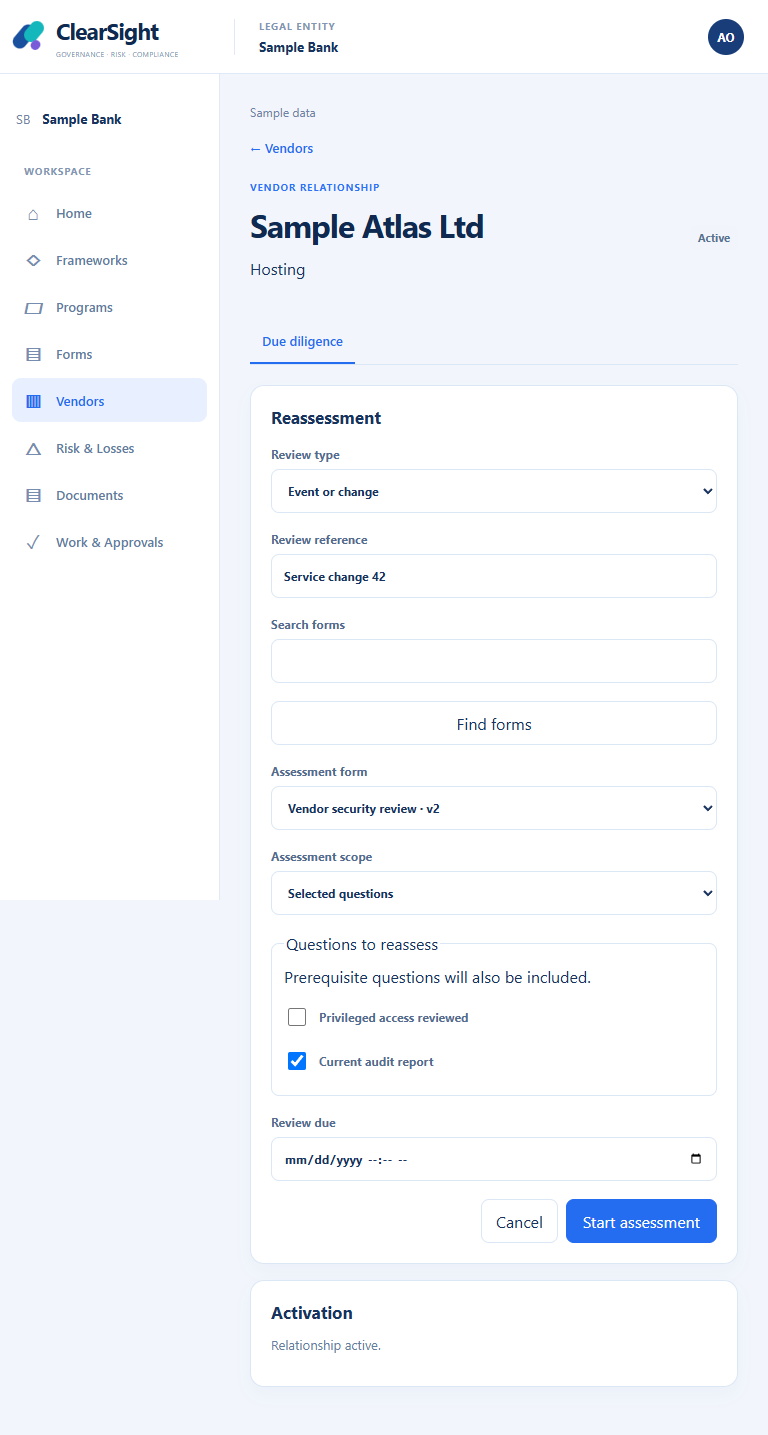 ClearSight
GOVERNANCE · RISK · COMPLIANCE
LEGAL ENTITY
Sample Bank
AO
SB Sample Bank
WORKSPACE
Home
Frameworks
Programs
Forms
Vendors
Risk & Losses
Documents
Work & Approvals
Sample data
← Vendors
VENDOR RELATIONSHIP
Sample Atlas Ltd
Active
Hosting
Due diligence
Reassessment
Review type
Event or change
Review reference
Service change 42
Search forms
Find forms
Assessment form
Vendor security review · v2
Assessment scope
Selected questions
Questions to reassess
Prerequisite questions will also be included.
Privileged access reviewed
Current audit report
Review due
mm/dd/yyyy --:-- --
Cancel
Start assessment
Activation
Relationship active.